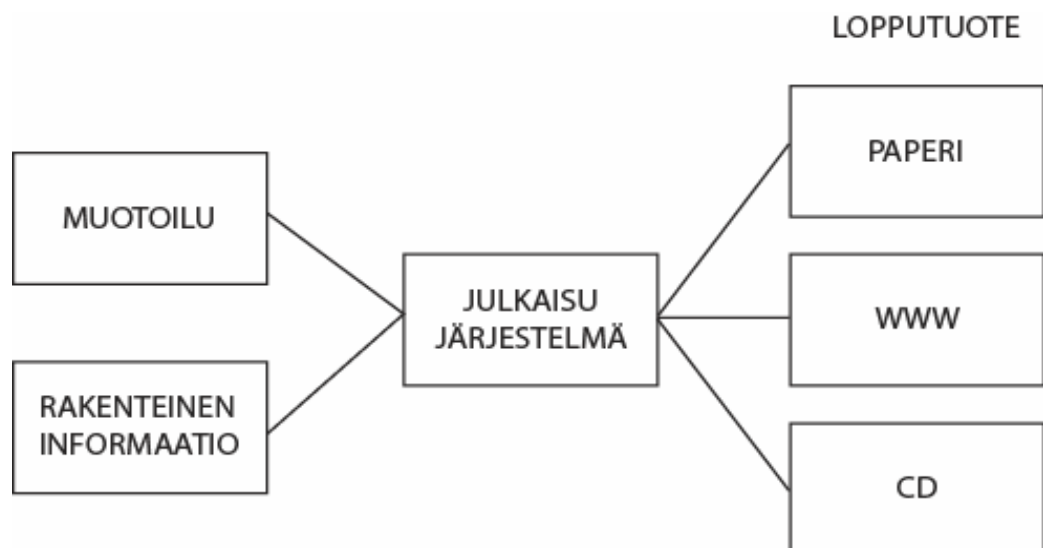 LOPPUTUOTE
MUOTOILU
RAKENTEINEN
INFORMAATIO
JULKAISU
JÄRJESTELMÄ
PAPERI
WWW
CD